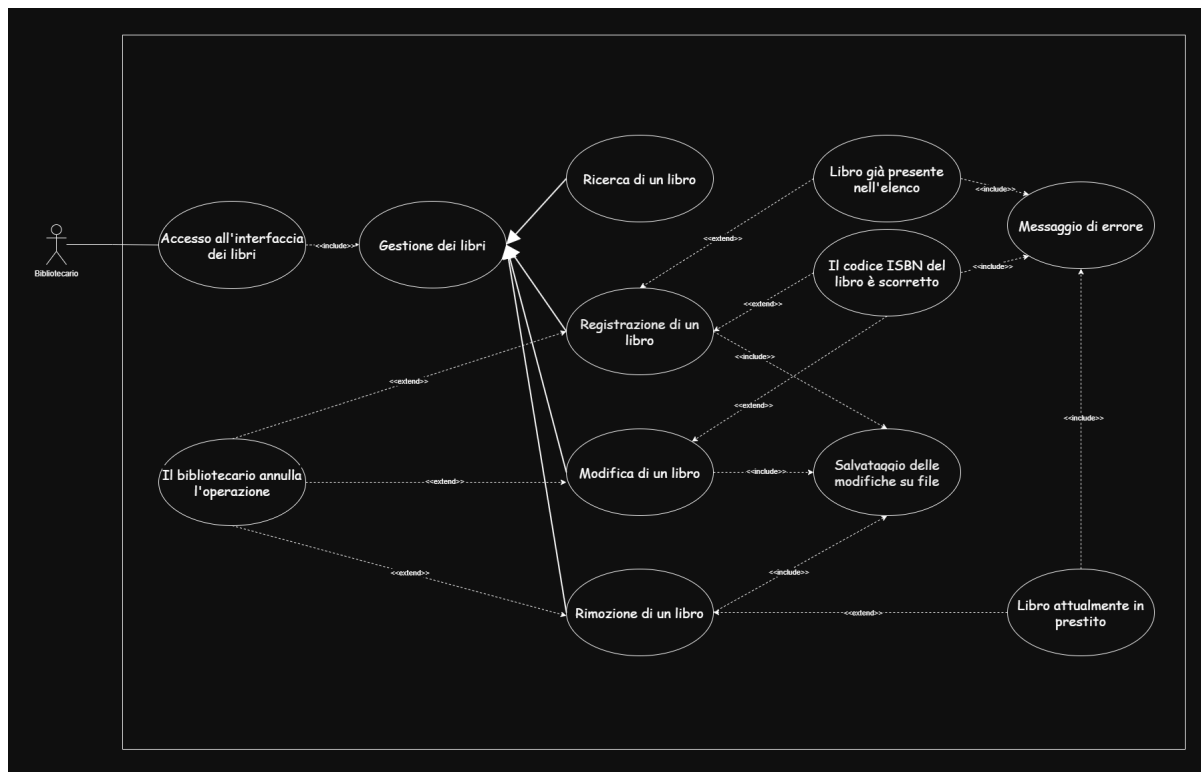 Ricerca di un libro
Libro già presente
nell'elenco
<<include>>
Messaggio di errore
Bibliotecario
Accesso all'interfaccia
dei libri
<<include>>
Gestione dei libri
<<extend>>
Il codice ISBN del
libro è scorretto
<<include>>
<<extend>>
Registrazione di un
libro
<<include>>
<<extend>>
<<extend>>
<<include>>
Il bibliotecario annulla
l'operazione
<<extend>>
Modifica di un libro
<<include>>
Salvataggio delle
modifiche su file
<<extend>>
<<include>>
Rimozione di un libro
<<extend>>
Libro attualmente in
prestito